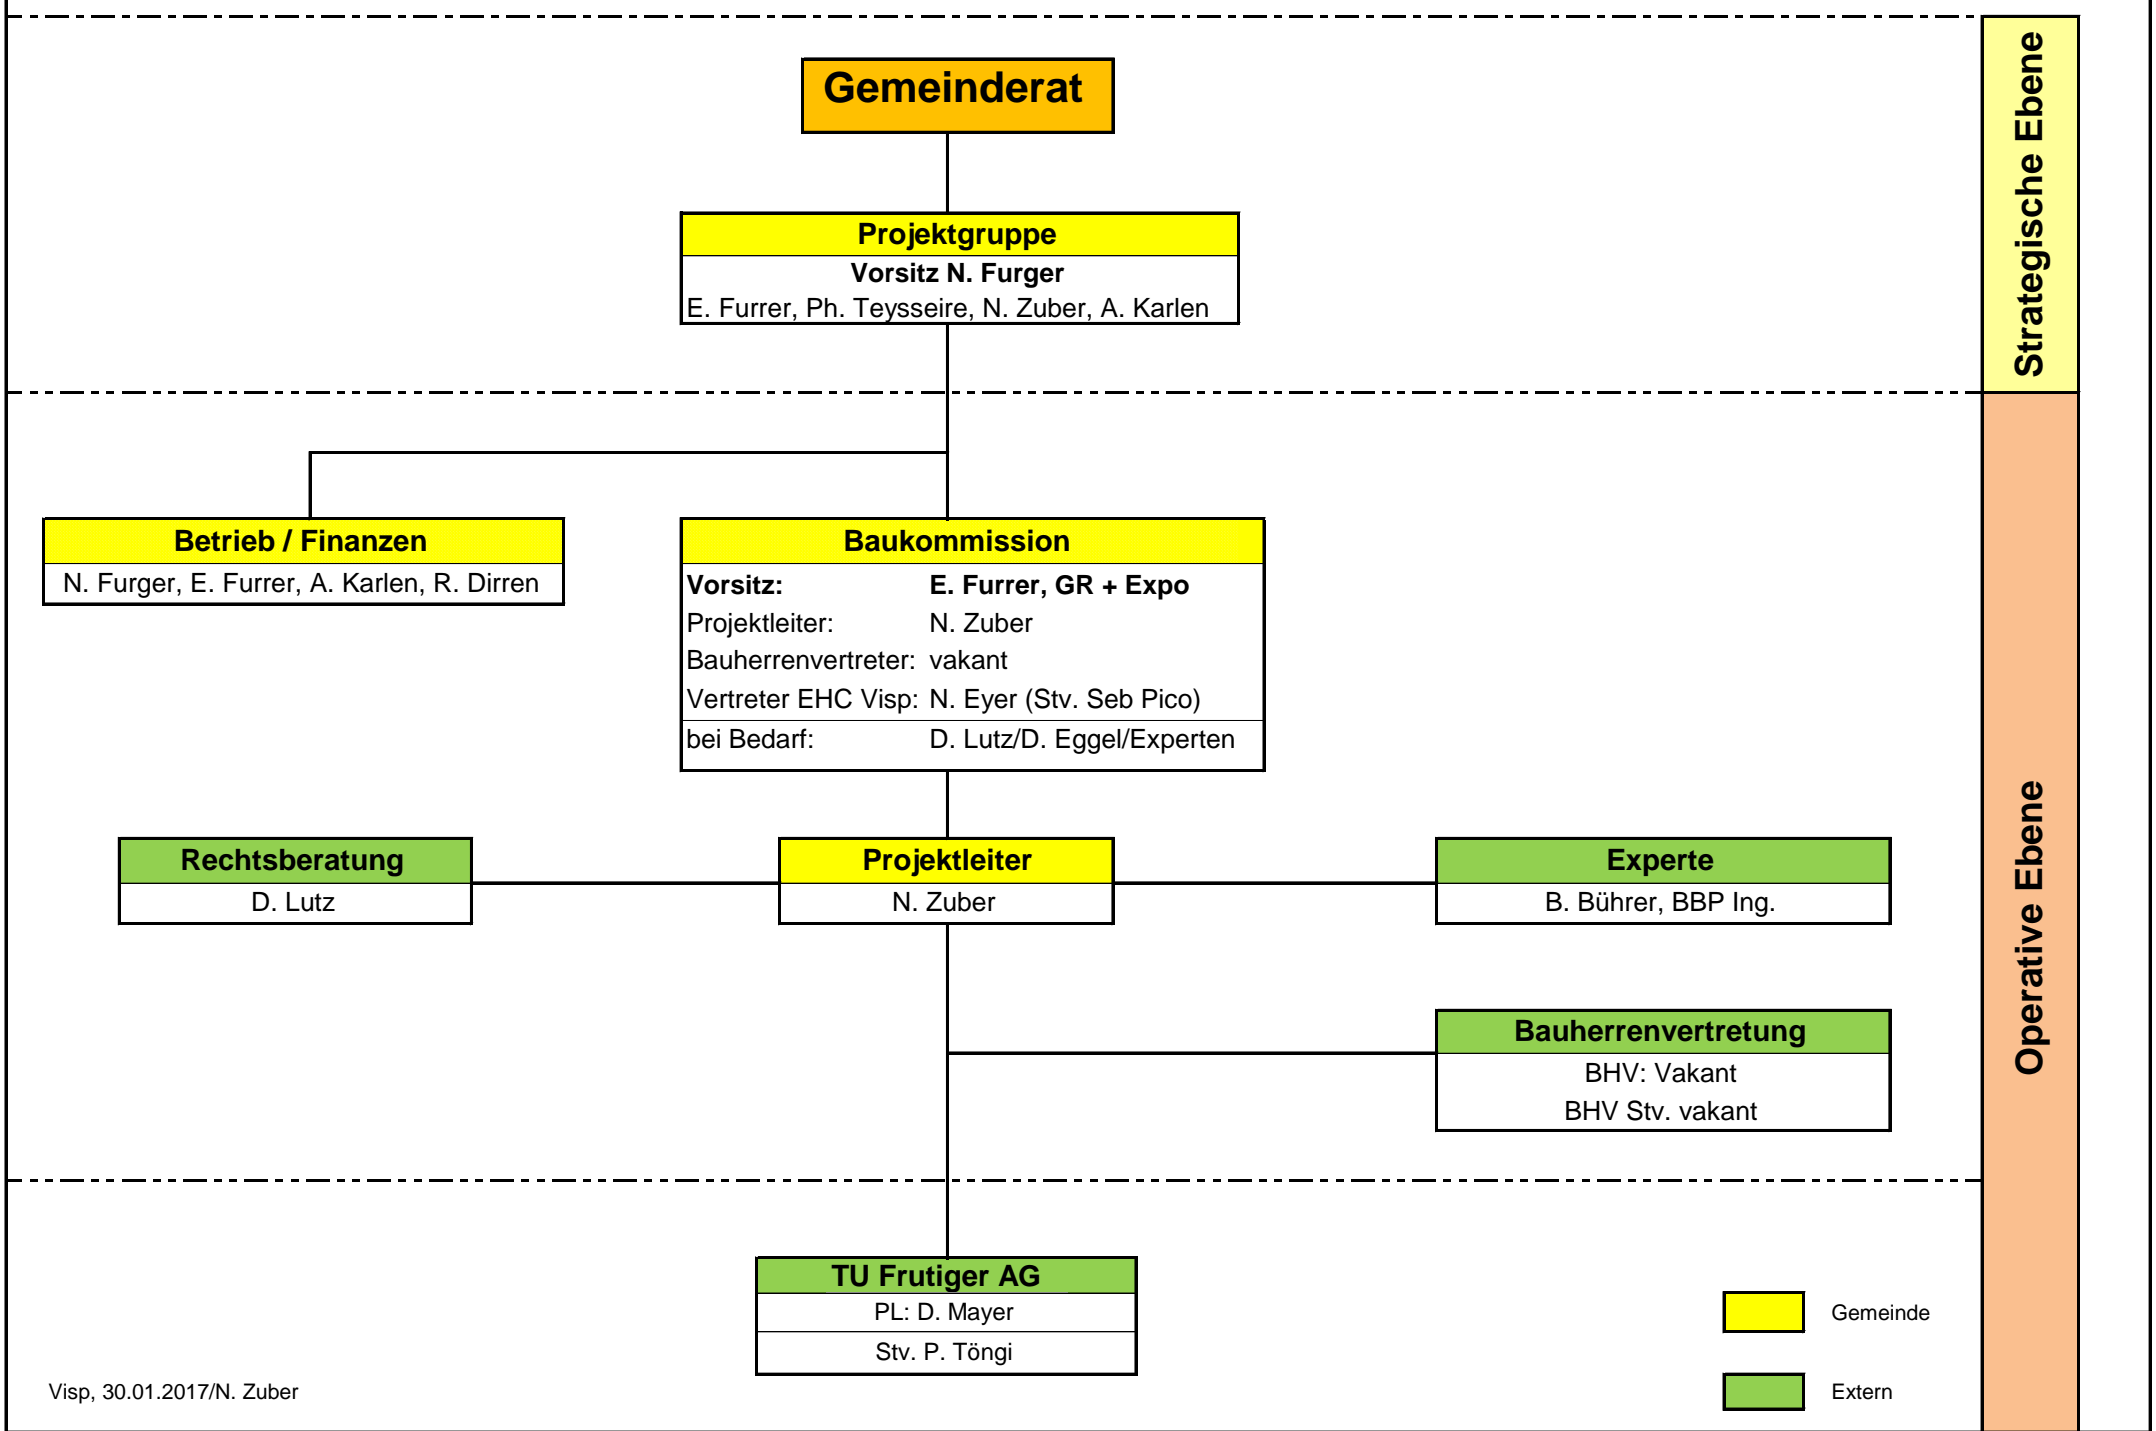 Gemeinderat
Strategische Ebene
Projektgruppe
Vorsitz N. Furger
E. Furrer, Ph. Teysseire, N. Zuber, A. Karlen
Betrieb / Finanzen
N. Furger, E. Furrer, A. Karlen, R. Dirren
Baukommission
Vorsitz: E. Furrer, GR + Expo
Projektleiter: N. Zuber
Bauherrenvertreter: vakant
Vertreter EHC Visp: N. Eyer (Stv. Seb Pico)
bei Bedarf: D. Lutz/D. Eggel/Experten
Operative Ebene
Rechtsberatung
D. Lutz
Projektleiter
N. Zuber
Experte
B. Bührer, BBP Ing.
Bauherrenvertretung
BHV: Vakant
BHV Stv. vakant
TU Frutiger AG
PL: D. Mayer
Stv. P. Töngi
Gemeinde
Extern
Visp, 30.01.2017/N. Zuber